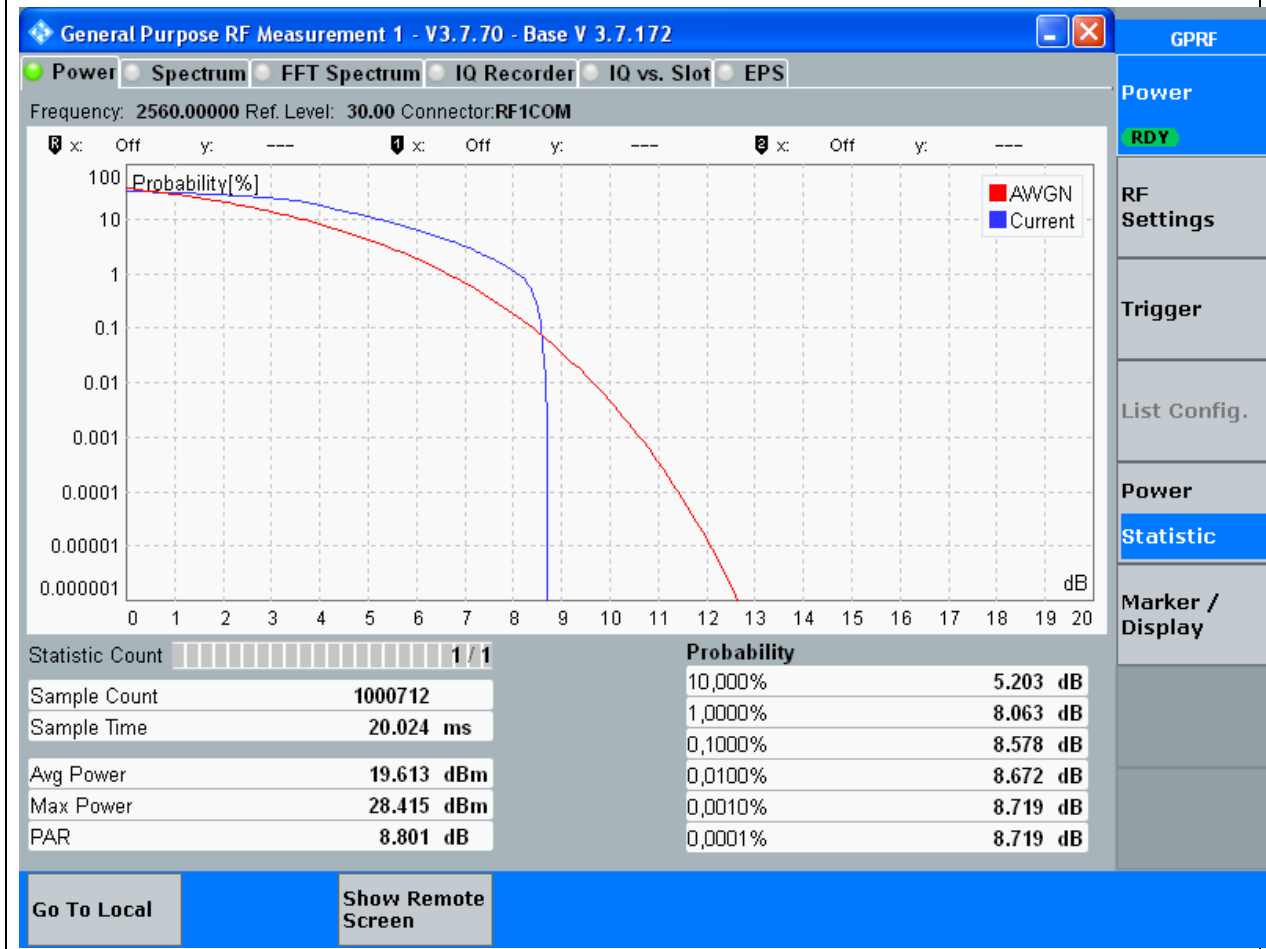 General Purpose RF Measurement 1 - V3.7.70 - Base V 3.7.172
GPRF
Power Spectrum FFT Spectrum IQ Recorder IQ vs. Slot EPS
Power
RDY
Frequency: 2560.00000 Ref. Level: 30.00 Connector:RF1COM
R x: Off y: --- 1 x: Off y: --- 2 x: Off y: ---
Probability[%]
AWGN
Current
100
10
1
0.1
0.01
0.001
0.0001
0.00001
0.000001
dB
0 1 2 3 4 5 6 7 8 9 10 11 12 13 14 15 16 17 18 19 20
RF
Settings
Trigger
List Config.
Power
Statistic
Marker /
Display
Statistic Count 1 / 1
Sample Count 1000712
Sample Time 20.024 ms
Avg Power 19.613 dBm
Max Power 28.415 dBm
PAR 8.801 dB
Probability
10,000% 5.203 dB
1,0000% 8.063 dB
0,1000% 8.578 dB
0,0100% 8.672 dB
0,0010% 8.719 dB
0,0001% 8.719 dB
Go To Local
Show Remote
Screen